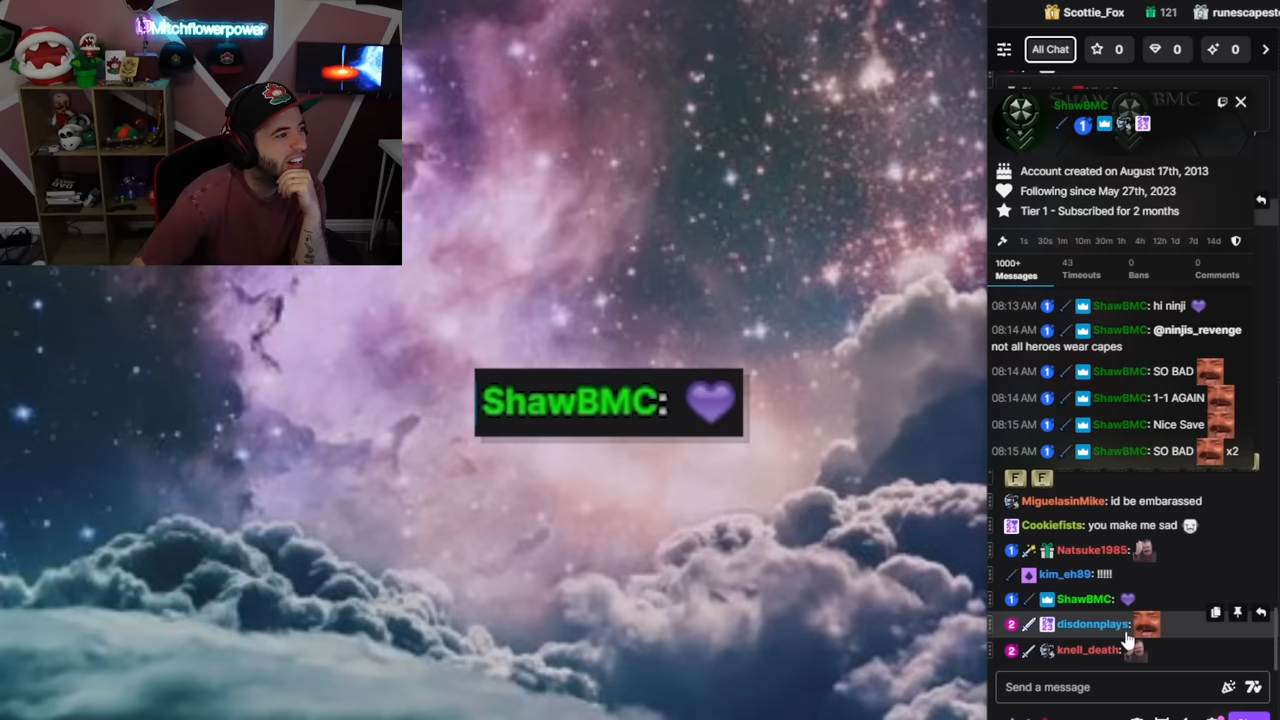 Mitchflowerpower
Scottie_Fox 121 runescapest
All Chat 0 0 0
ShawBMC
Account created on August 17th, 2013
Following since May 27th, 2023
Tier 1 - Subscribed for 2 months
1s 30s 1m 10m 30m 1h 4h 12h 1d 7d 14d
1000+ 43 0 0
Messages Timeouts Bans Comments
08:13 AM 1 ShawBMC: hi ninji
08:14 AM 1 ShawBMC: @ninjis_revenge
not all heroes wear capes
08:14 AM 1 ShawBMC: SO BAD
08:14 AM 1 ShawBMC: 1-1 AGAIN
08:15 AM 1 ShawBMC: Nice Save
08:15 AM 1 ShawBMC: SO BAD x2
F F
MiguelasinMike: id be embarassed
Cookiefists: you make me sad
1 Natsuke1985:
kim_eh89: !!!!!
1 ShawBMC:
2 disdonnplays:
2 knell_death:
Send a message
ShawBMC: